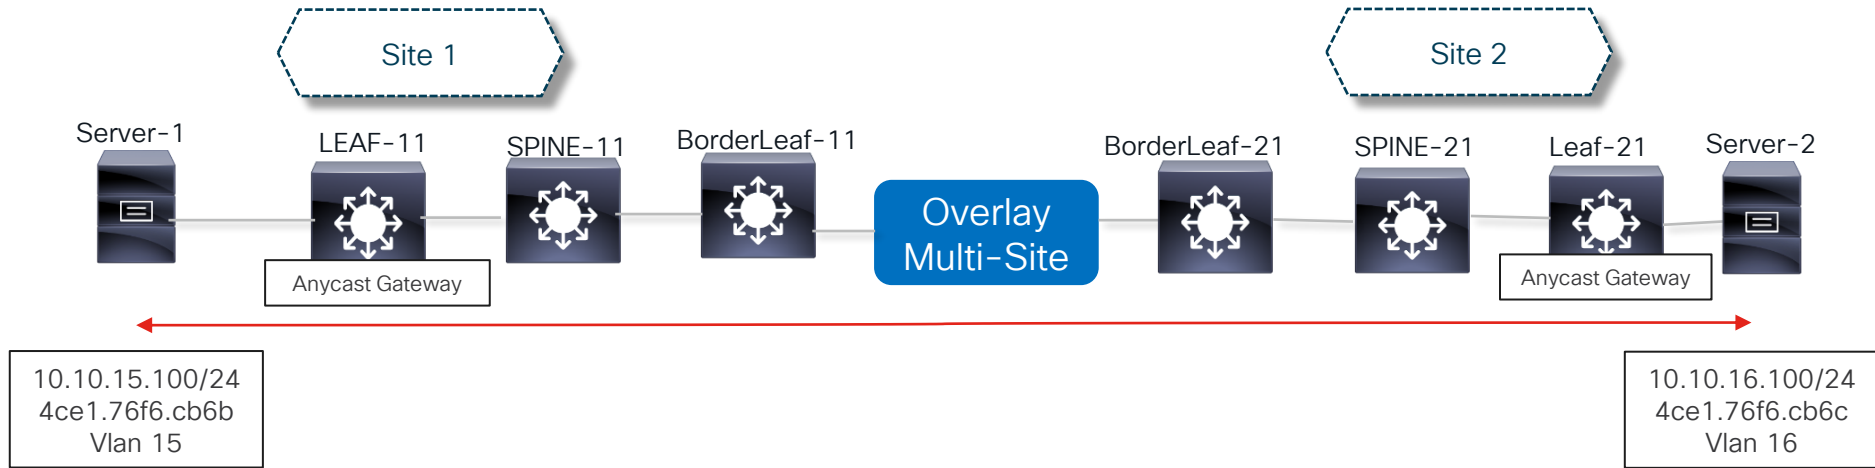 Site 1
Site 2
Server-1
LEAF-11
SPINE-11
BorderLeaf-11
BorderLeaf-21
SPINE-21
Leaf-21
Server-2
Overlay
Multi-Site
Anycast Gateway
Anycast Gateway
10.10.15.100/24
4ce1.76f6.cb6b
Vlan 15
10.10.16.100/24
4ce1.76f6.cb6c
Vlan 16